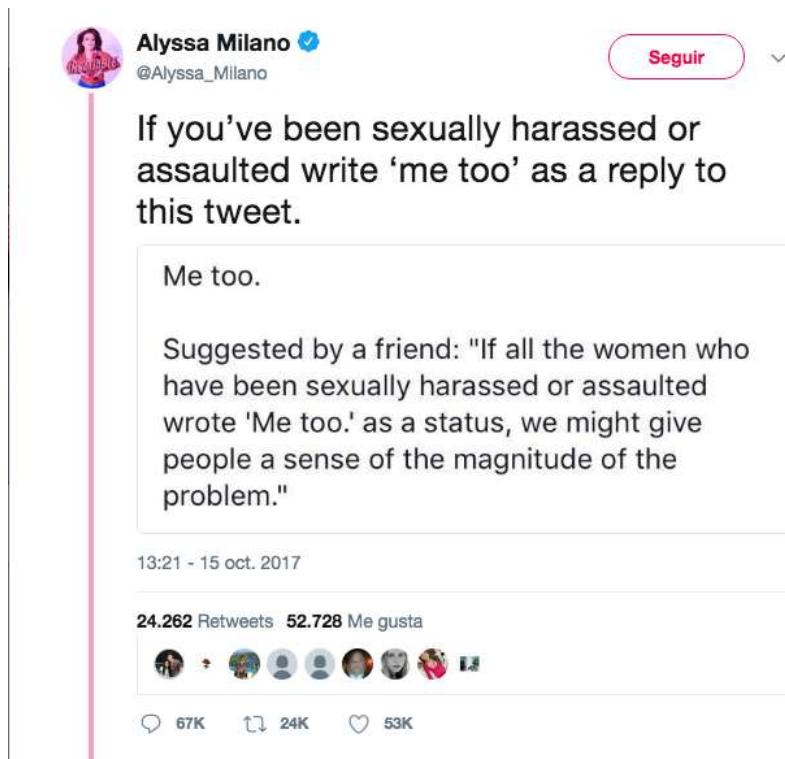 Alyssa Milano
@Alyssa_Milano
Seguir
If you’ve been sexually harassed or
assaulted write ‘me too’ as a reply to
this tweet.
Me too.
Suggested by a friend: "If all the women who
have been sexually harassed or assaulted
wrote 'Me too.' as a status, we might give
people a sense of the magnitude of the
problem."
13:21 - 15 oct. 2017
24.262 Retweets 52.728 Me gusta
67K 24K 53K